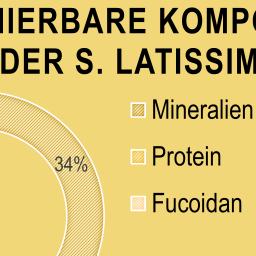 NIERBARE KOMPO
DER S. LATISSIM
Mineralien
34%
Protein
Fucoidan